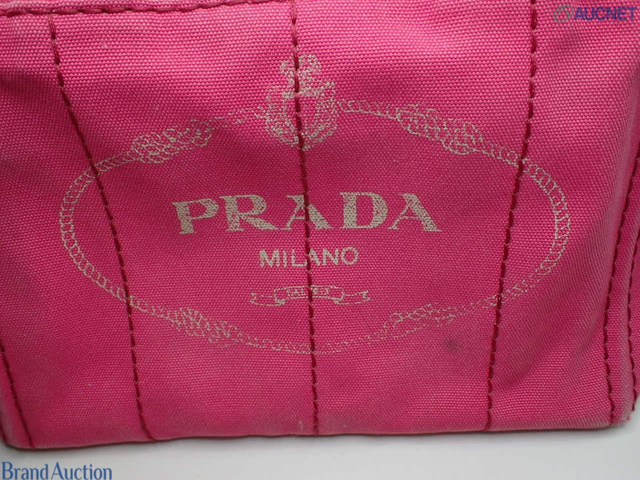 AUCNET
PRADA
MILANO
Brand Auction